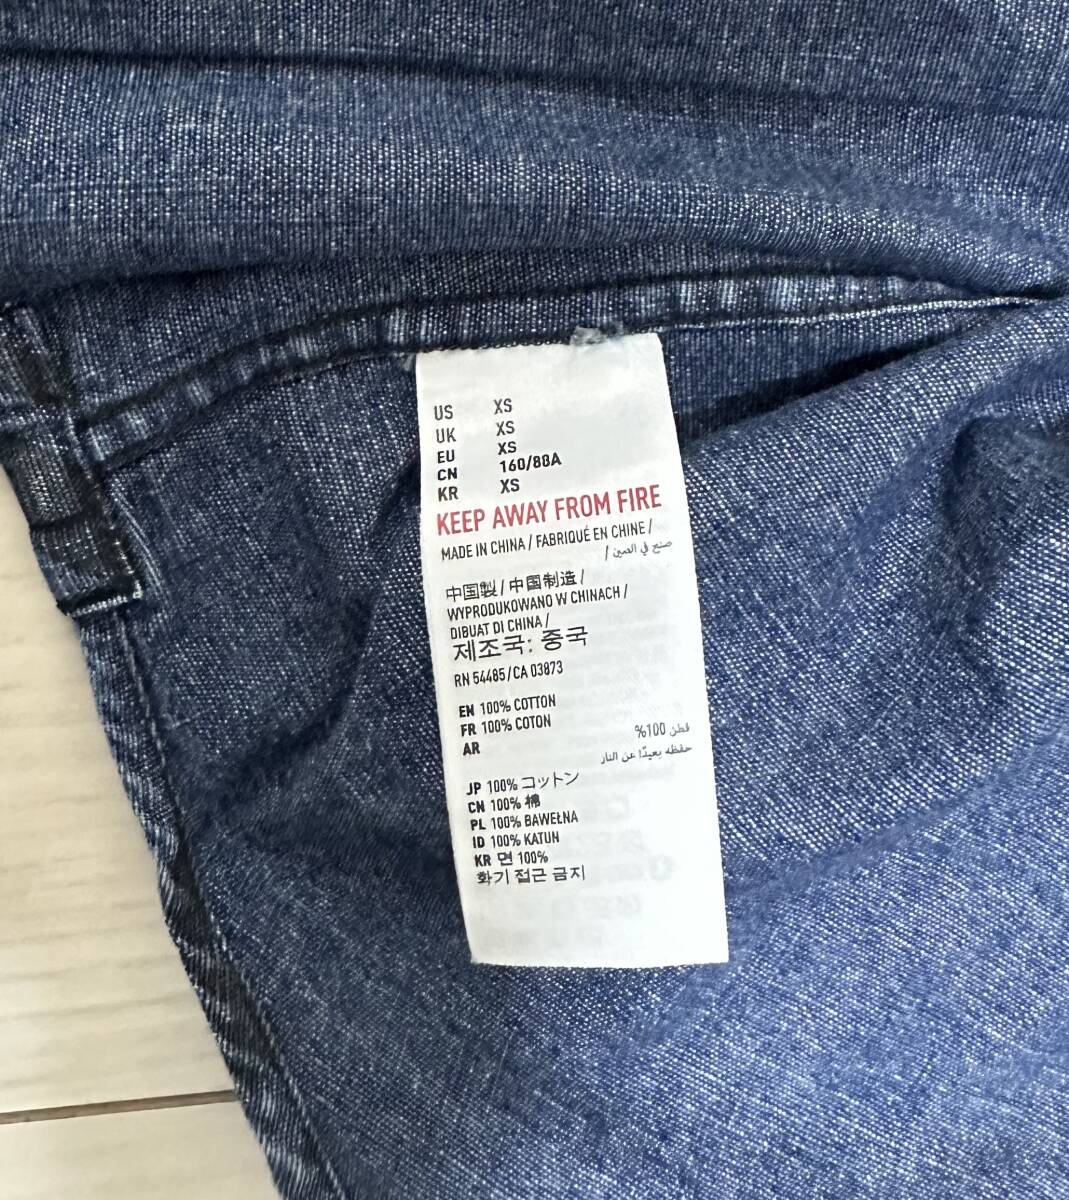 US XS
UK XS
EU XS
CN 160/88A
KR XS
KEEP AWAY FROM FIRE
MADE IN CHINA / FABRIQUÉ EN CHINE /
صنع في الصين /
中国製 / 中国制造 /
WYPRODUKOWANO W CHINACH /
DIBUAT DI CHINA /
제조국: 중국
RN 54485 / CA 03873
EN 100% COTTON
FR 100% COTON
AR قطن 100%
حفظه بعيدًا عن النار
JP 100% コットン
CN 100% 棉
PL 100% BAWEŁNA
ID 100% KATUN
KR 면 100%
화기 접근 금지